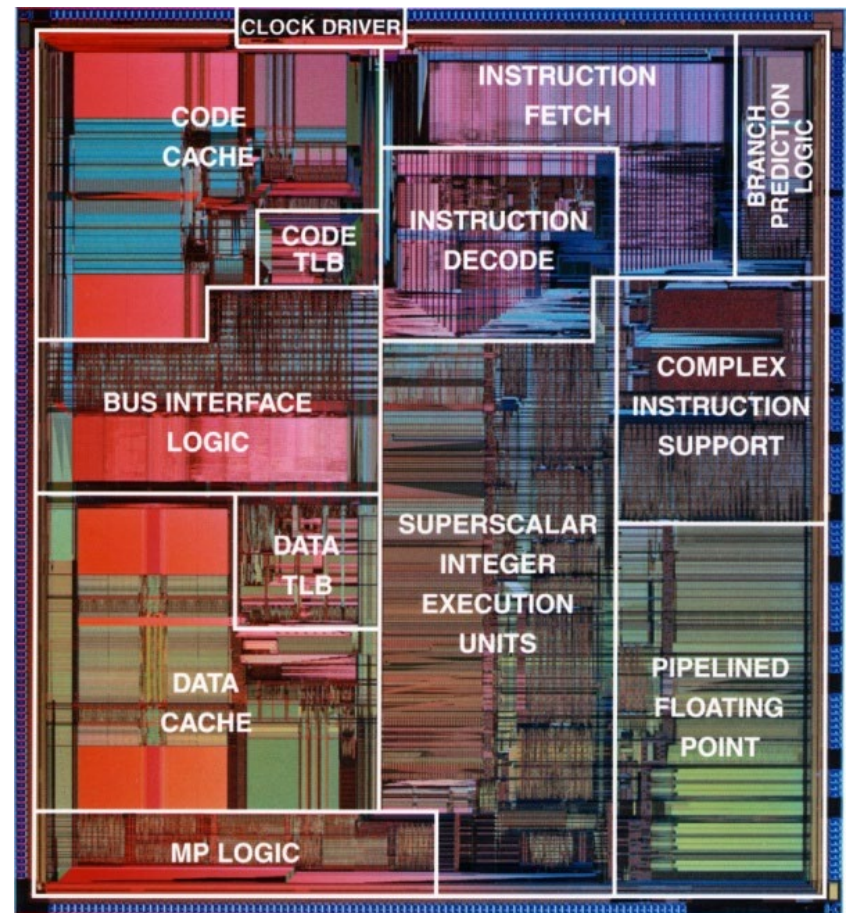 CLOCK DRIVER
CODE
CACHE
INSTRUCTION
FETCH
BRANCH
PREDICTION
LOGIC
CODE
TLB
INSTRUCTION
DECODE
BUS INTERFACE
LOGIC
COMPLEX
INSTRUCTION
SUPPORT
DATA
TLB
SUPERSCALAR
INTEGER
EXECUTION
UNITS
DATA
CACHE
PIPELINED
FLOATING
POINT
MP LOGIC